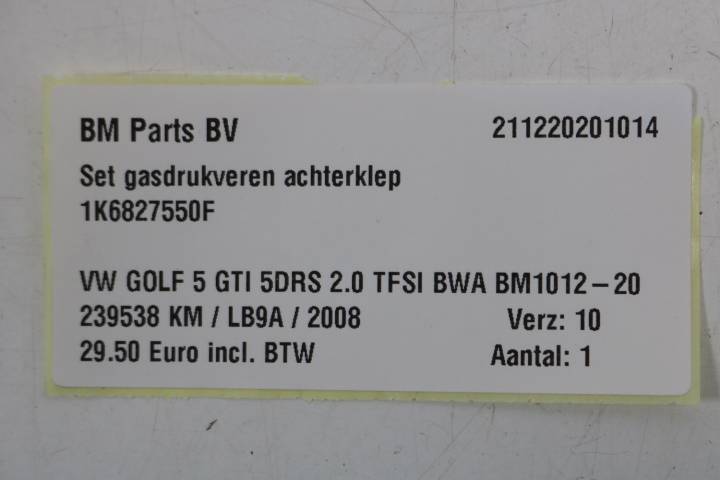 BM Parts BV 211220201014
Set gasdrukveren achterklep
1K6827550F
VW GOLF 5 GTI 5DRS 2.0 TFSI BWA BM1012-20
239538 KM / LB9A / 2008 Verz: 10
29.50 Euro incl. BTW Aantal: 1